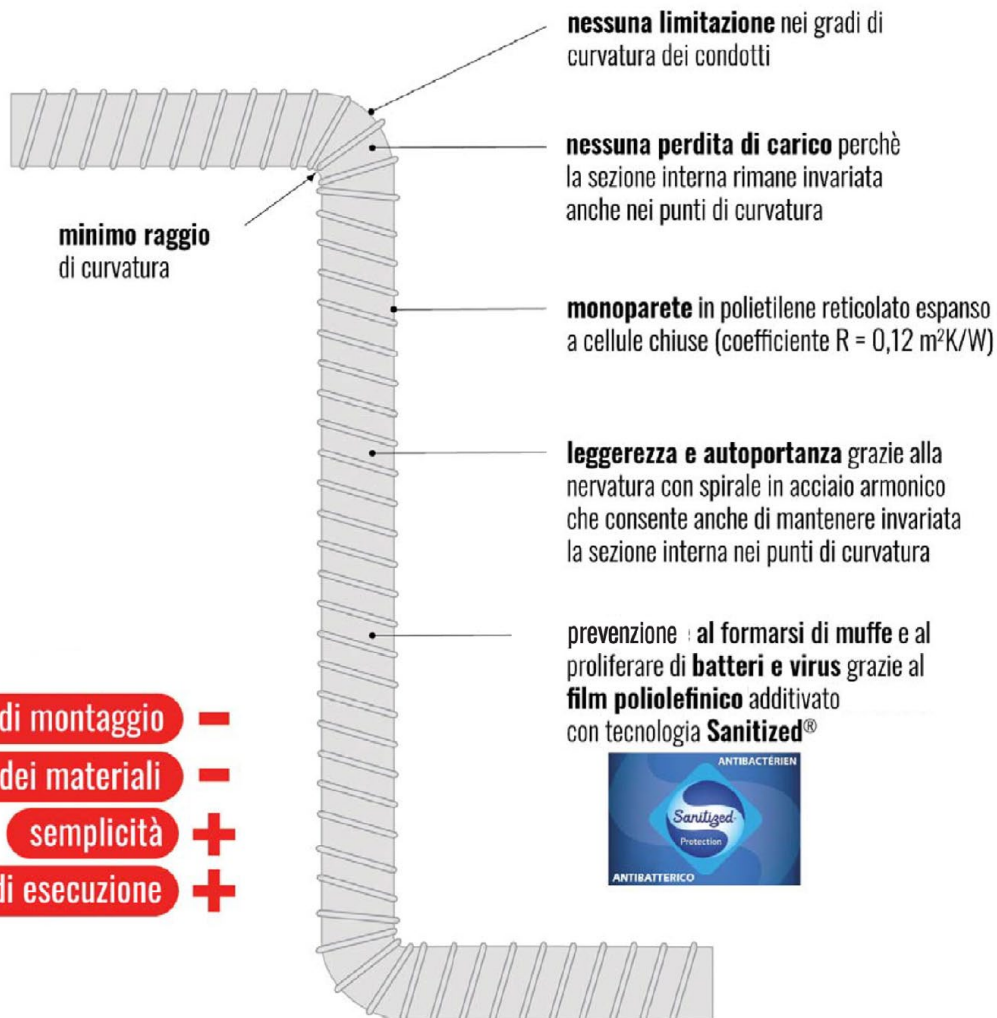 nessuna limitazione nei gradi di
curvatura dei condotti
nessuna perdita di carico perchè
la sezione interna rimane invariata
anche nei punti di curvatura
minimo raggio
di curvatura
monoparete in polietilene reticolato espanso
a cellule chiuse (coefficiente R = 0,12 m²K/W)
leggerezza e autoportanza grazie alla
nervatura con spirale in acciaio armonico
che consente anche di mantenere invariata
la sezione interna nei punti di curvatura
prevenzione al formarsi di muffe e al
proliferare di batteri e virus grazie al
film poliolefinico additivato
con tecnologia Sanitized®
di montaggio −
dei materiali −
semplicità +
di esecuzione +
ANTIBACTÉRIEN
Sanitized
Protection
ANTIBATTERICO